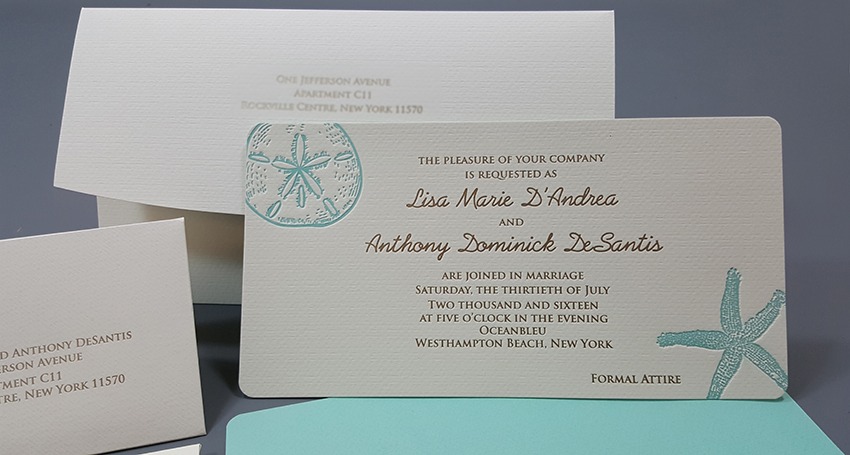 One Jefferson Avenue
Apartment C11
Rockville Centre, New York 11570
the pleasure of your company
is requested as
Lisa Marie D'Andrea
and
Anthony Dominick DeSantis
are joined in marriage
Saturday, the thirtieth of July
Two thousand and sixteen
at five o'clock in the evening
Oceanbleu
Westhampton Beach, New York
Formal Attire
d Anthony DeSantis
fferson Avenue
partment C11
tre, New York 11570